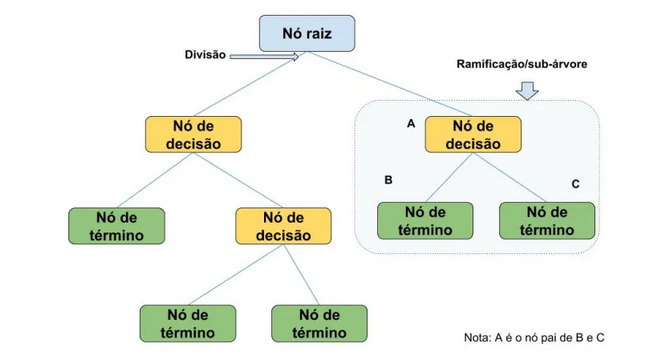 Nó raiz
Divisão
Ramificação/sub-árvore
Nó de
decisão
A
Nó de
decisão
B
C
Nó de
término
Nó de
decisão
Nó de
término
Nó de
término
Nó de
término
Nó de
término
Nota: A é o nó pai de B e C